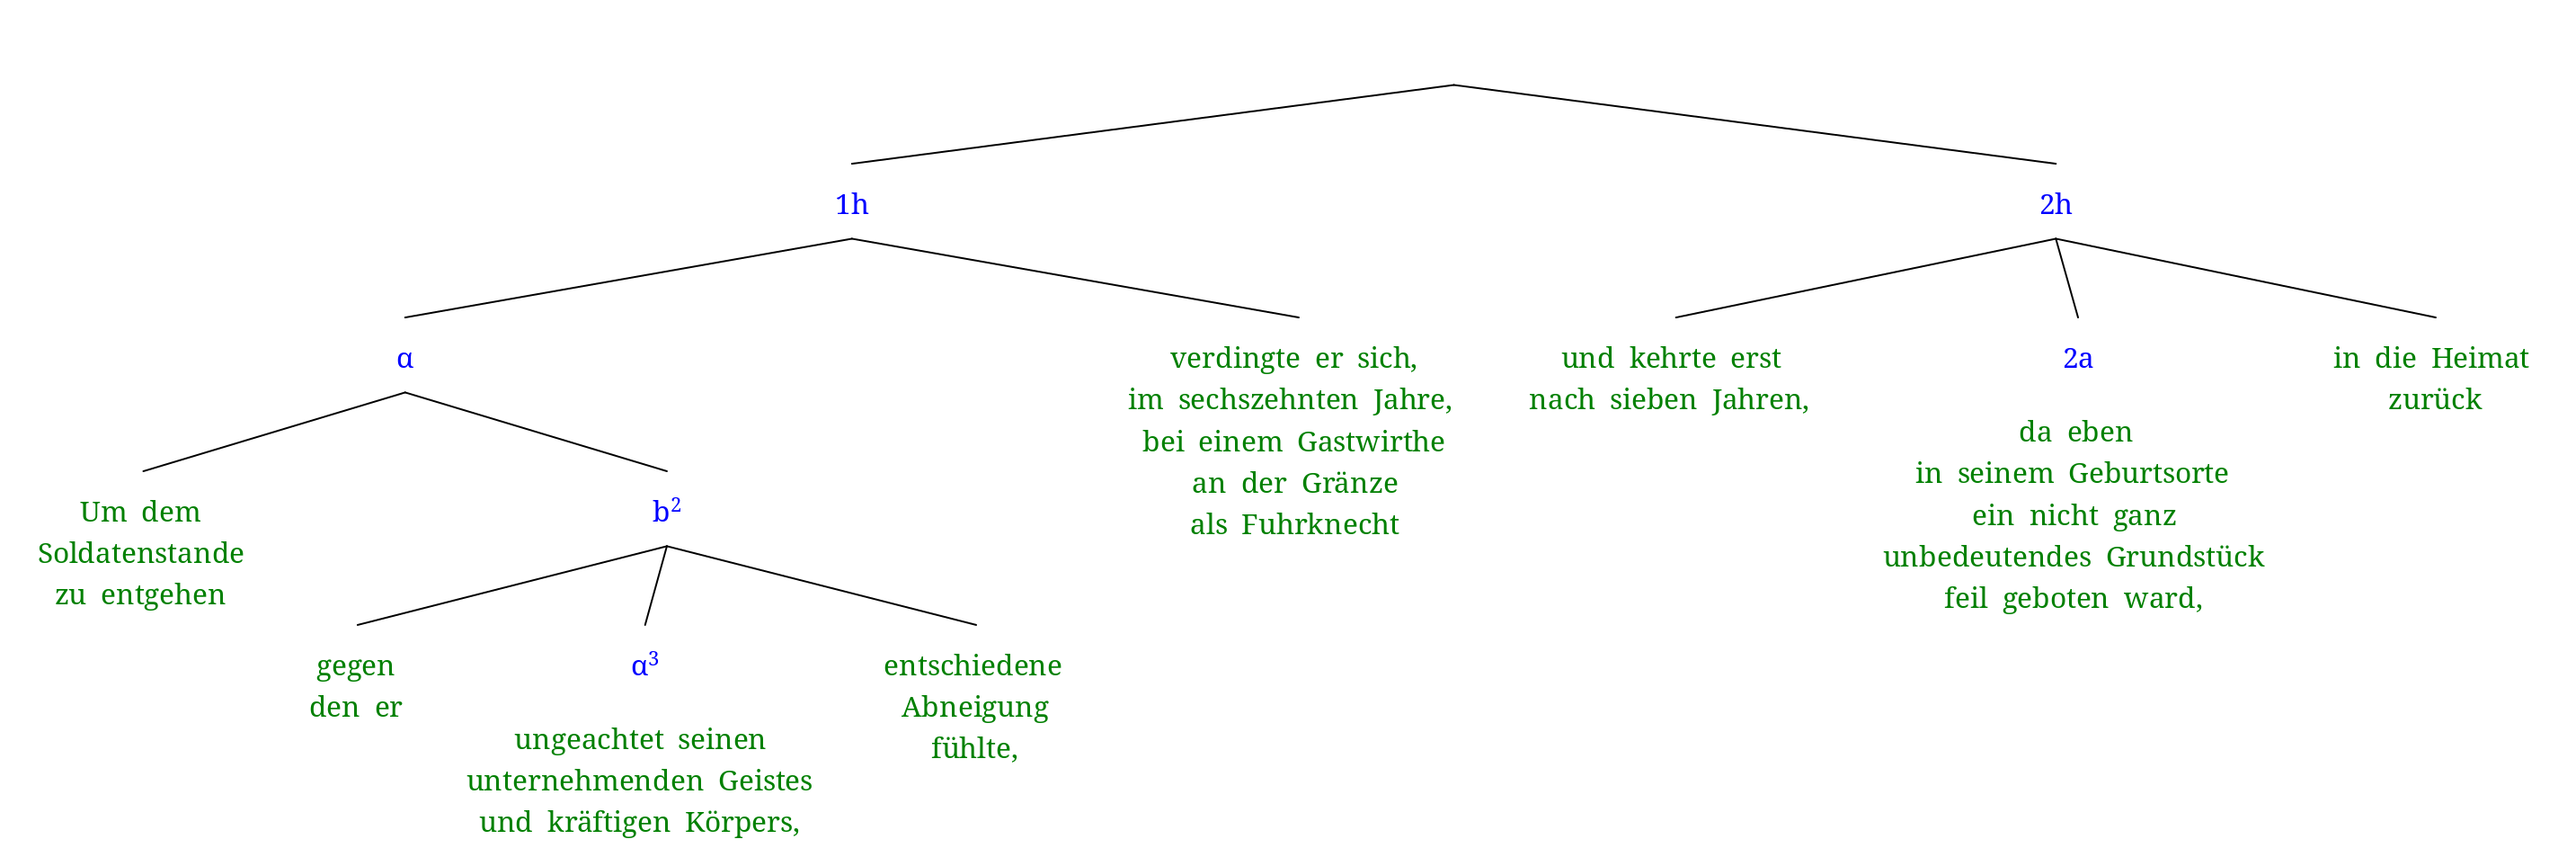 1h
2h
α
verdingte er sich,
im sechszehnten Jahre,
bei einem Gastwirthe
an der Gränze
als Fuhrknecht
und kehrte erst
nach sieben Jahren,
2a
da eben
in seinem Geburtsorte
ein nicht ganz
unbedeutendes Grundstück
feil geboten ward,
in die Heimat
zurück
Um dem
Soldatenstande
zu entgehen
b²
gegen
den er
α³
ungeachtet seinen
unternehmenden Geistes
und kräftigen Körpers,
entschiedene
Abneigung
fühlte,